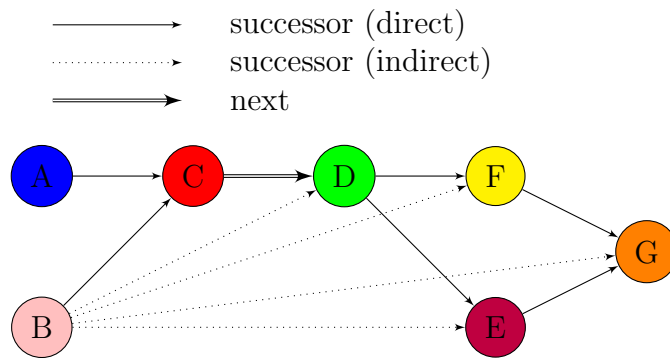 successor (direct)
successor (indirect)
next
A
C
D
F
G
B
E